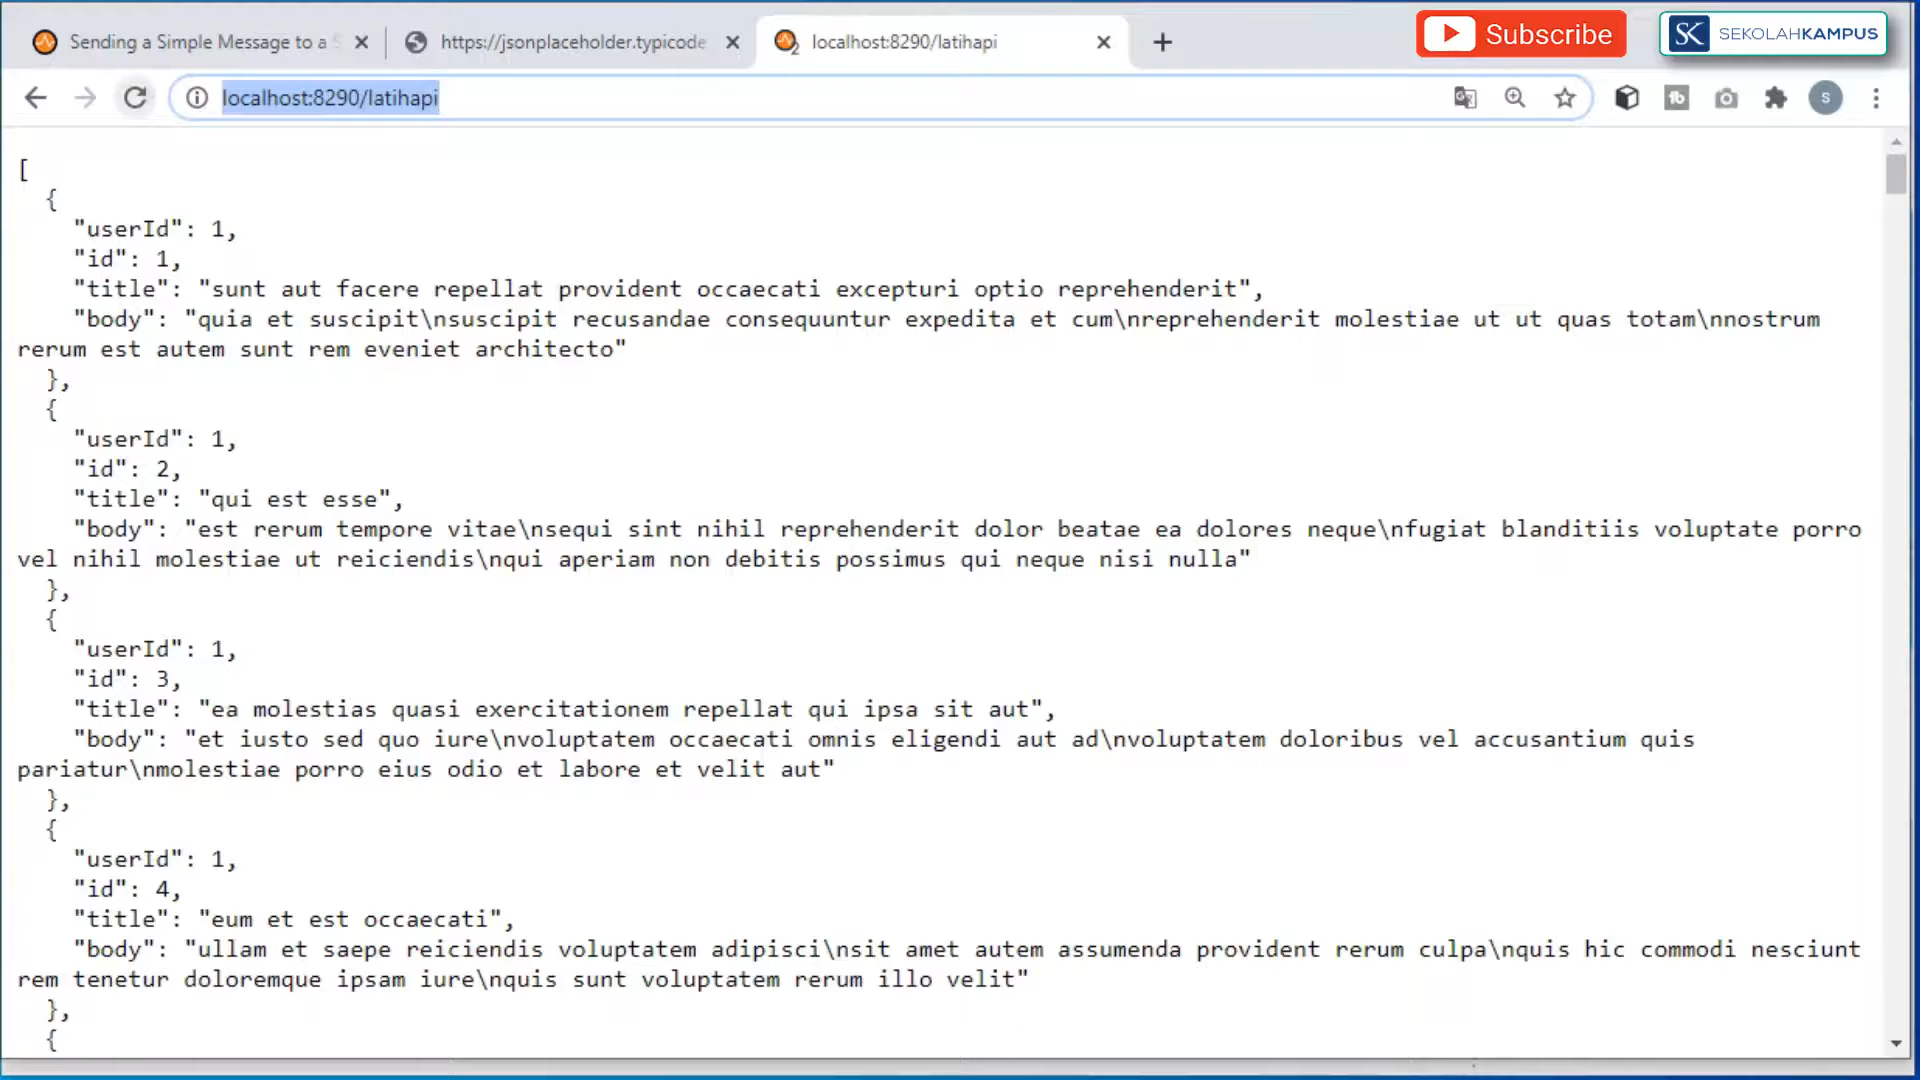 Sending a Simple Message to a S
https://jsonplaceholder.typicode
localhost:8290/latihapi
Subscribe
SK SEKOLAHKAMPUS
localhost:8290/latihapi
[
{
"userId": 1,
"id": 1,
"title": "sunt aut facere repellat provident occaecati excepturi optio reprehenderit",
"body": "quia et suscipit\nsuscipit recusandae consequuntur expedita et cum\nreprehenderit molestiae ut ut quas totam\nnostrum
rerum est autem sunt rem eveniet architecto"
},
{
"userId": 1,
"id": 2,
"title": "qui est esse",
"body": "est rerum tempore vitae\nsequi sint nihil reprehenderit dolor beatae ea dolores neque\nfugiat blanditiis voluptate porro
vel nihil molestiae ut reiciendis\nqui aperiam non debitis possimus qui neque nisi nulla"
},
{
"userId": 1,
"id": 3,
"title": "ea molestias quasi exercitationem repellat qui ipsa sit aut",
"body": "et iusto sed quo iure\nvoluptatem occaecati omnis eligendi aut ad\nvoluptatem doloribus vel accusantium quis
pariatur\nmolestiae porro eius odio et labore et velit aut"
},
{
"userId": 1,
"id": 4,
"title": "eum et est occaecati",
"body": "ullam et saepe reiciendis voluptatem adipisci\nsit amet autem assumenda provident rerum culpa\nquis hic commodi nesciunt
rem tenetur doloremque ipsam iure\nquis sunt voluptatem rerum illo velit"
},
{